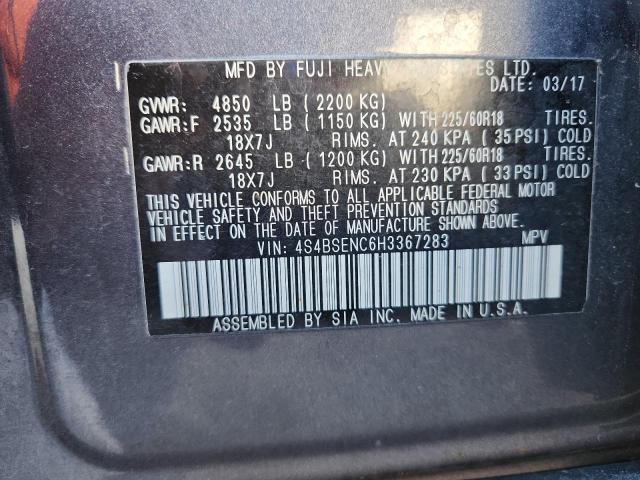 MFD BY FUJI HEAVY LTD.
DATE: 03/17
GVWR: 4850 LB (2200 KG)
GAWR:F 2535 LB (1150 KG) WITH 225/60R18 TIRES.
18X7J RIMS. AT 240 KPA (35 PSI) COLD
GAWR:R 2645 LB (1200 KG) WITH 225/60R18 TIRES.
18X7J RIMS. AT 230 KPA (33 PSI) COLD
THIS VEHICLE CONFORMS TO ALL APPLICABLE FEDERAL MOTOR
VEHICLE SAFETY AND THEFT PREVENTION STANDARDS
IN EFFECT ON THE DATE OF MANUFACTURE SHOWN ABOVE.
VIN: 4S4BSENC6H3367283 MPV
ASSEMBLED BY SIA INC. MADE IN U.S.A.